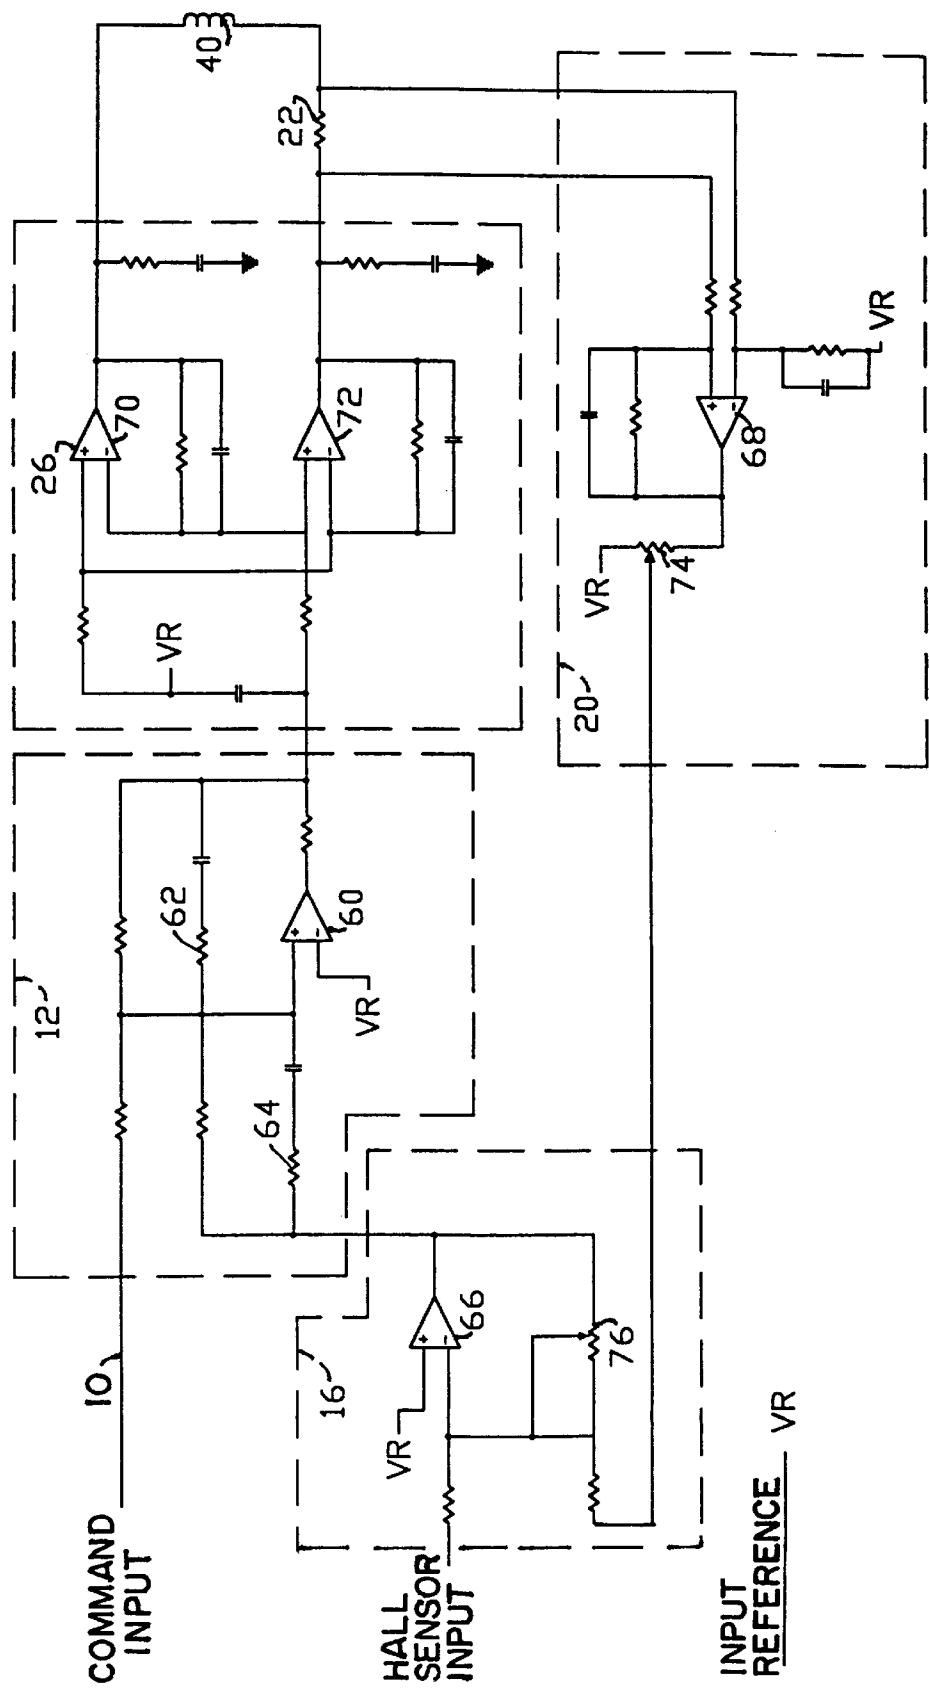 COMMAND
INPUT
10
12
62
64
60
VR
26
70
72
VR
40
22
HALL
SENSOR
INPUT
16
VR
66
76
20
VR
74
68
VR
INPUT
REFERENCE
VR